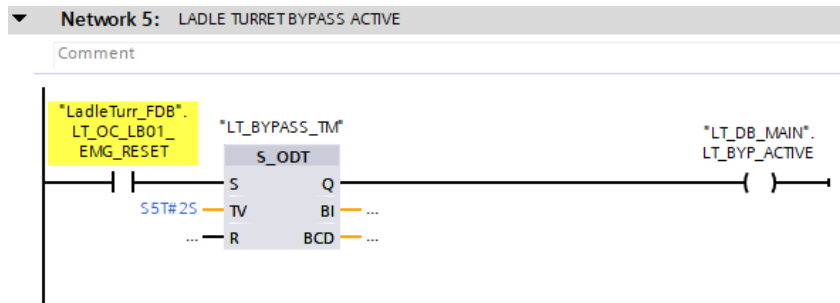 Network 5: LADLE TURRET BYPASS ACTIVE
Comment
"LadleTurr_FDB".
LT_OC_LB01_
EMG_RESET
"LT_BYPASS_TM"
"LT_DB_MAIN".
LT_BYP_ACTIVE
S_ODT
S Q
S5T#2S TV BI ...
... R BCD ...